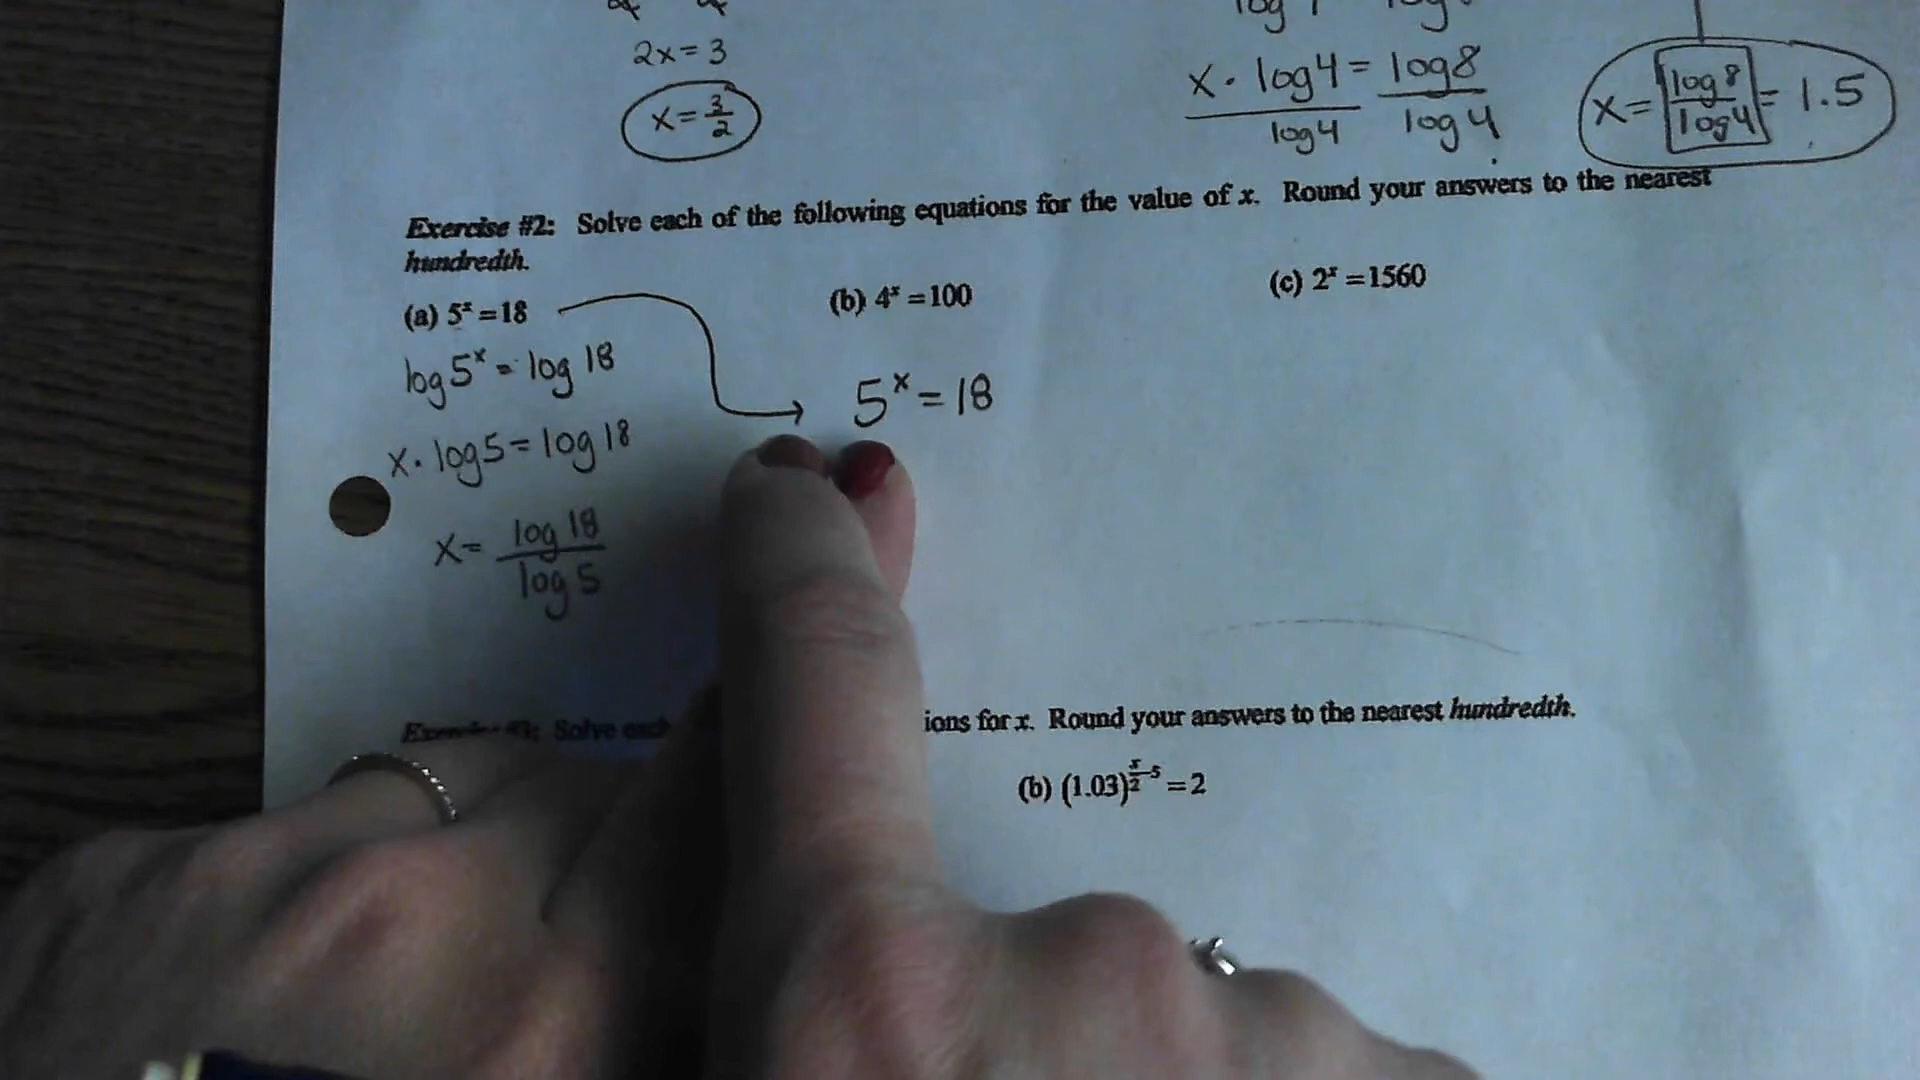 2x = 3
x = 3/2
x · log4 = log8
log4 log4
x = log8/log4 = 1.5
Exercise #2: Solve each of the following equations for the value of x. Round your answers to the nearest
hundredth.
(a) 5^x = 18
(b) 4^x = 100
(c) 2^x = 1560
log 5^x = log 18
5^x = 18
x · log5 = log18
x = log 18/log 5
Solve each
ions for x. Round your answers to the nearest hundredth.
(b) (1.03)^(x/2 - 5) = 2